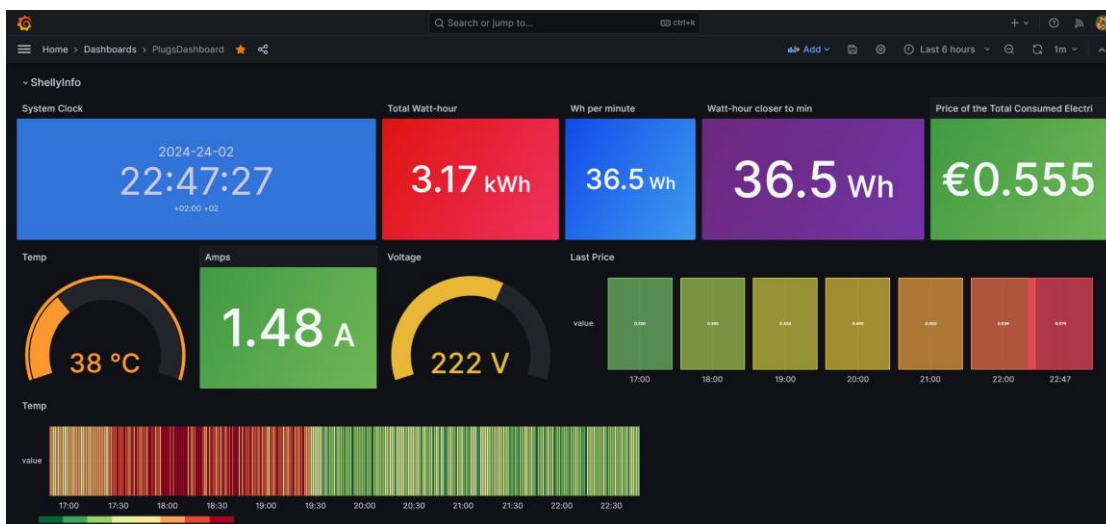 Search or jump to...
ctrl+k
Home > Dashboards > PlugsDashboard
Add
Last 6 hours
1m
ShellyInfo
System Clock
2024-24-02
22:47:27
+02:00 +02
Total Watt-hour
3.17 kWh
Wh per minute
36.5 Wh
Watt-hour closer to min
36.5 Wh
Price of the Total Consumed Electri
€0.555
Temp
38 °C
Amps
1.48 A
Voltage
222 V
Last Price
value
17:00 18:00 19:00 20:00 21:00 22:00 22:47
Temp
value
17:00 17:30 18:00 18:30 19:00 19:30 20:00 20:30 21:00 21:30 22:00 22:30